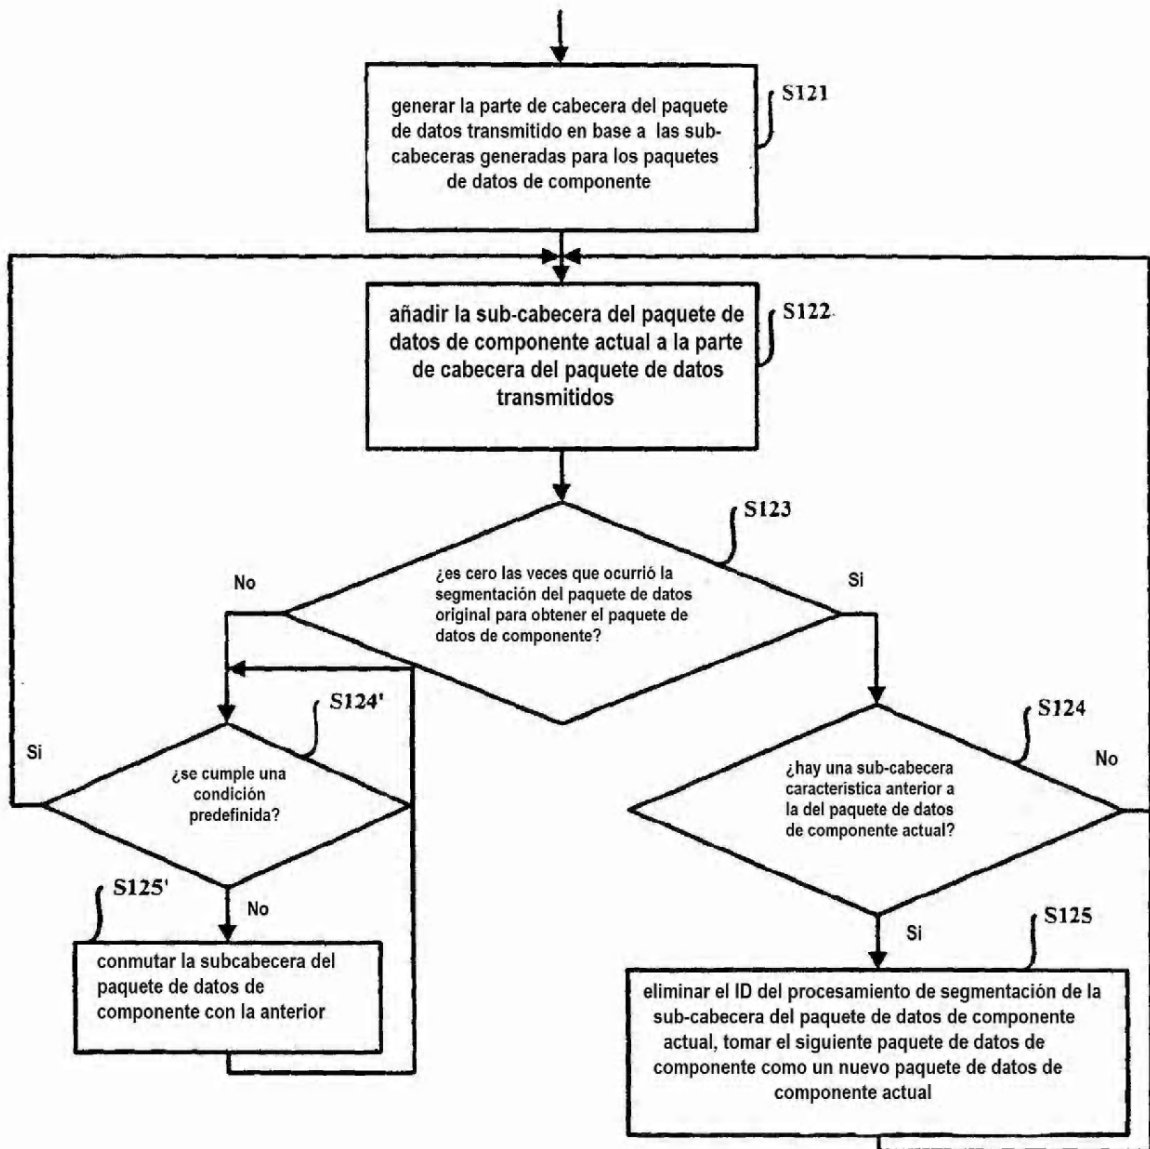 generar la parte de cabecera del paquete
de datos transmitido en base a las sub-
cabeceras generadas para los paquetes
de datos de componente
S121
añadir la sub-cabecera del paquete de
datos de componente actual a la parte
de cabecera del paquete de datos
transmitidos
S122
S123
¿es cero las veces que ocurrió la
segmentación del paquete de datos
original para obtener el paquete de
datos de componente?
No
Si
S124'
¿se cumple una
condición
predefinida?
Si
No
S125'
conmutar la subcabecera del
paquete de datos de
componente con la anterior
S124
¿hay una sub-cabecera
característica anterior a
la del paquete de datos
de componente actual?
No
Si
S125
eliminar el ID del procesamiento de segmentación de la
sub-cabecera del paquete de datos de componente
actual, tomar el siguiente paquete de datos de
componente como un nuevo paquete de datos de
componente actual